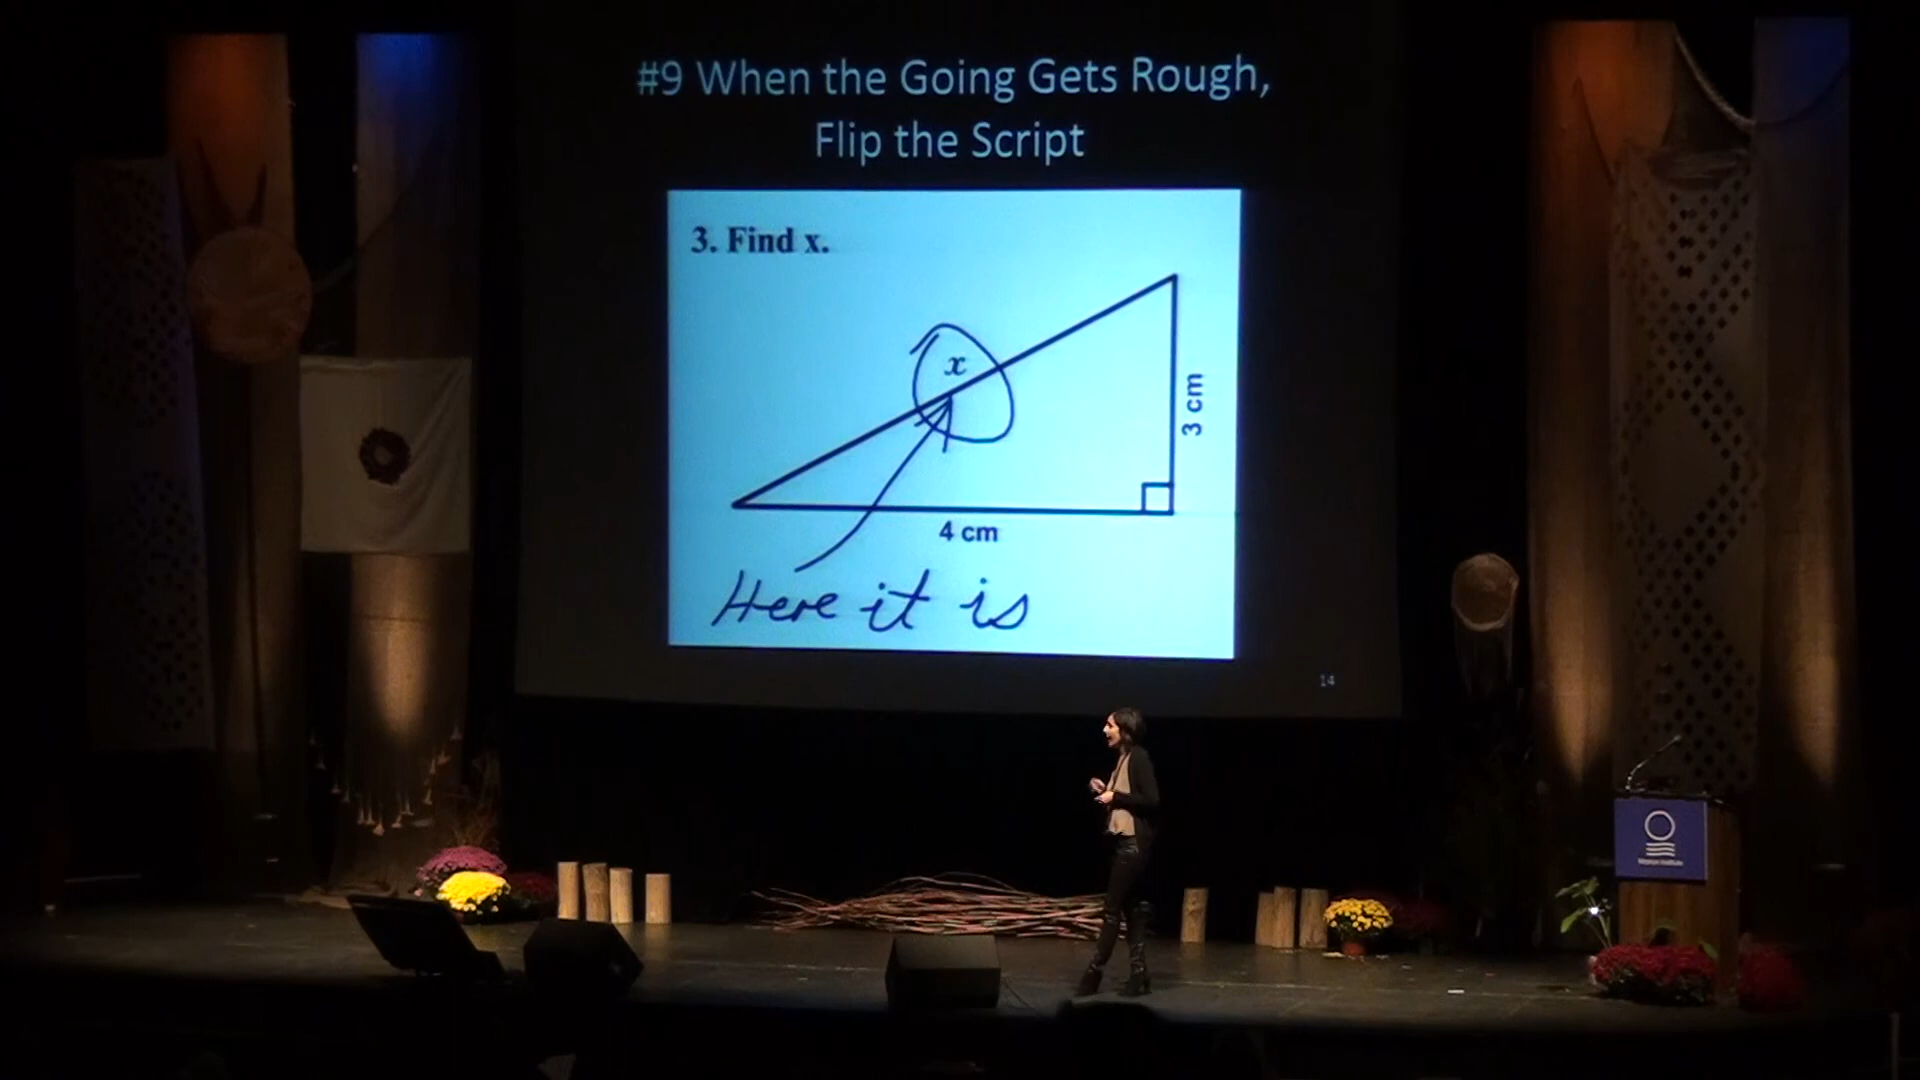 #9 When the Going Gets Rough,
Flip the Script
3. Find x.
x
3 cm
4 cm
Here it is
14